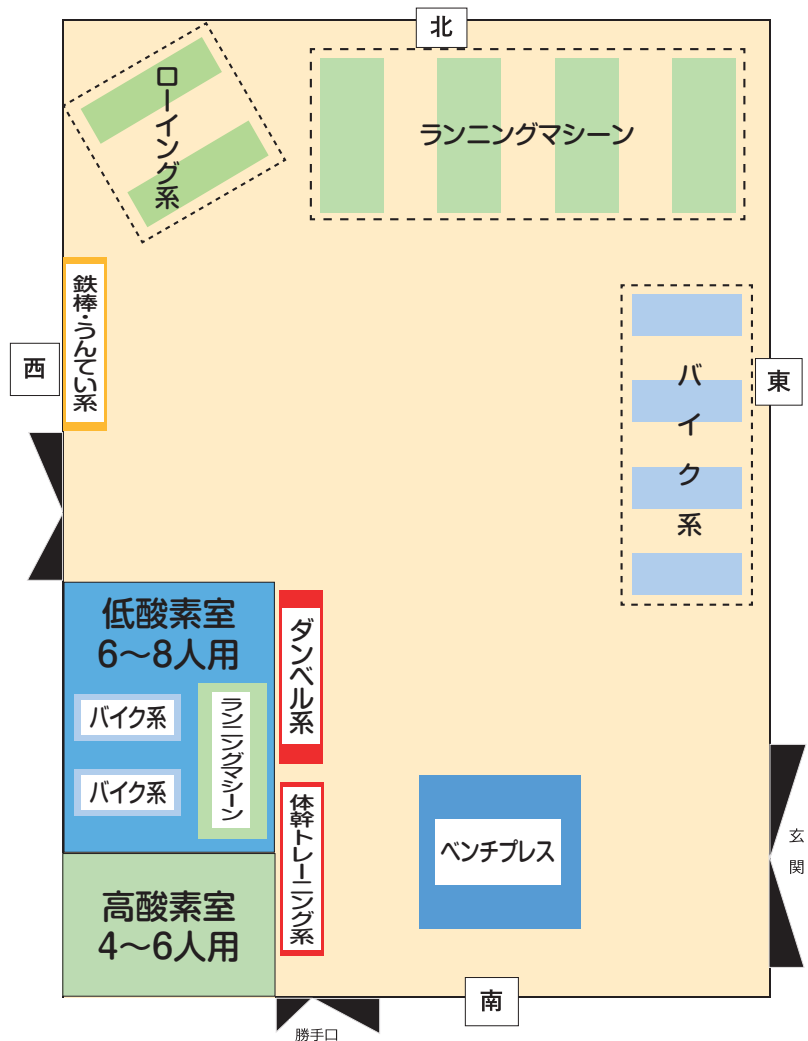 北
ローイング系
ランニングマシーン
鉄棒・うんてい系
西
バイク系
東
低酸素室
6〜8人用
バイク系
バイク系
ランニングマシーン
ダンベル系
体幹トレーニング系
ベンチプレス
玄関
高酸素室
4〜6人用
南
勝手口